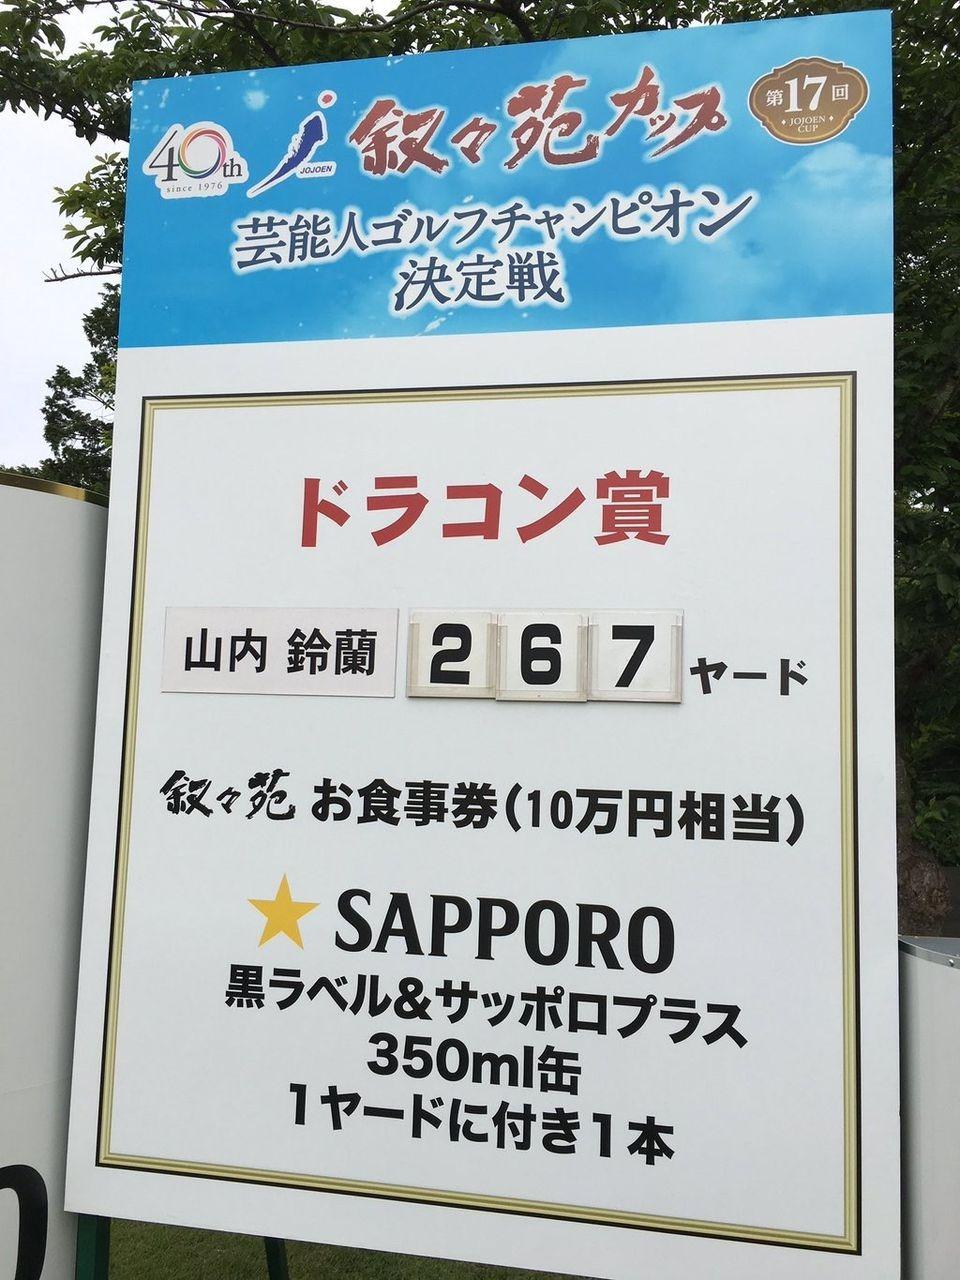 40th
since 1976
JOJOEN
叙々苑カップ
第17回
JOJOEN
CUP
芸能人ゴルフチャンピオン
決定戦
ドラコン賞
山内 鈴蘭 267 ヤード
叙々苑 お食事券(10万円相当)
SAPPORO
黒ラベル&サッポロプラス
350ml缶
1ヤードに付き1本